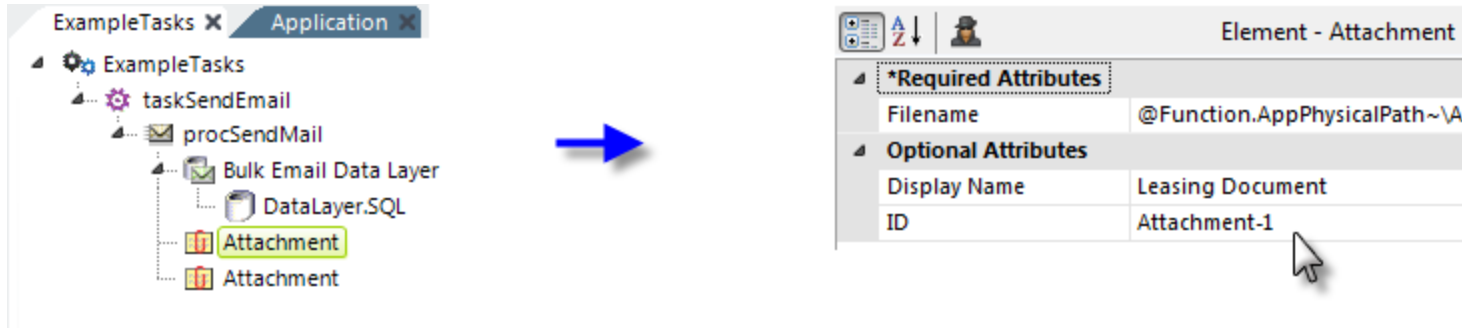 ExampleTasks
Application
ExampleTasks
taskSendEmail
procSendMail
Bulk Email Data Layer
DataLayer.SQL
Attachment
Attachment
Element - Attachment
*Required Attributes
Filename @Function.AppPhysicalPath~\A
Optional Attributes
Display Name Leasing Document
ID Attachment-1